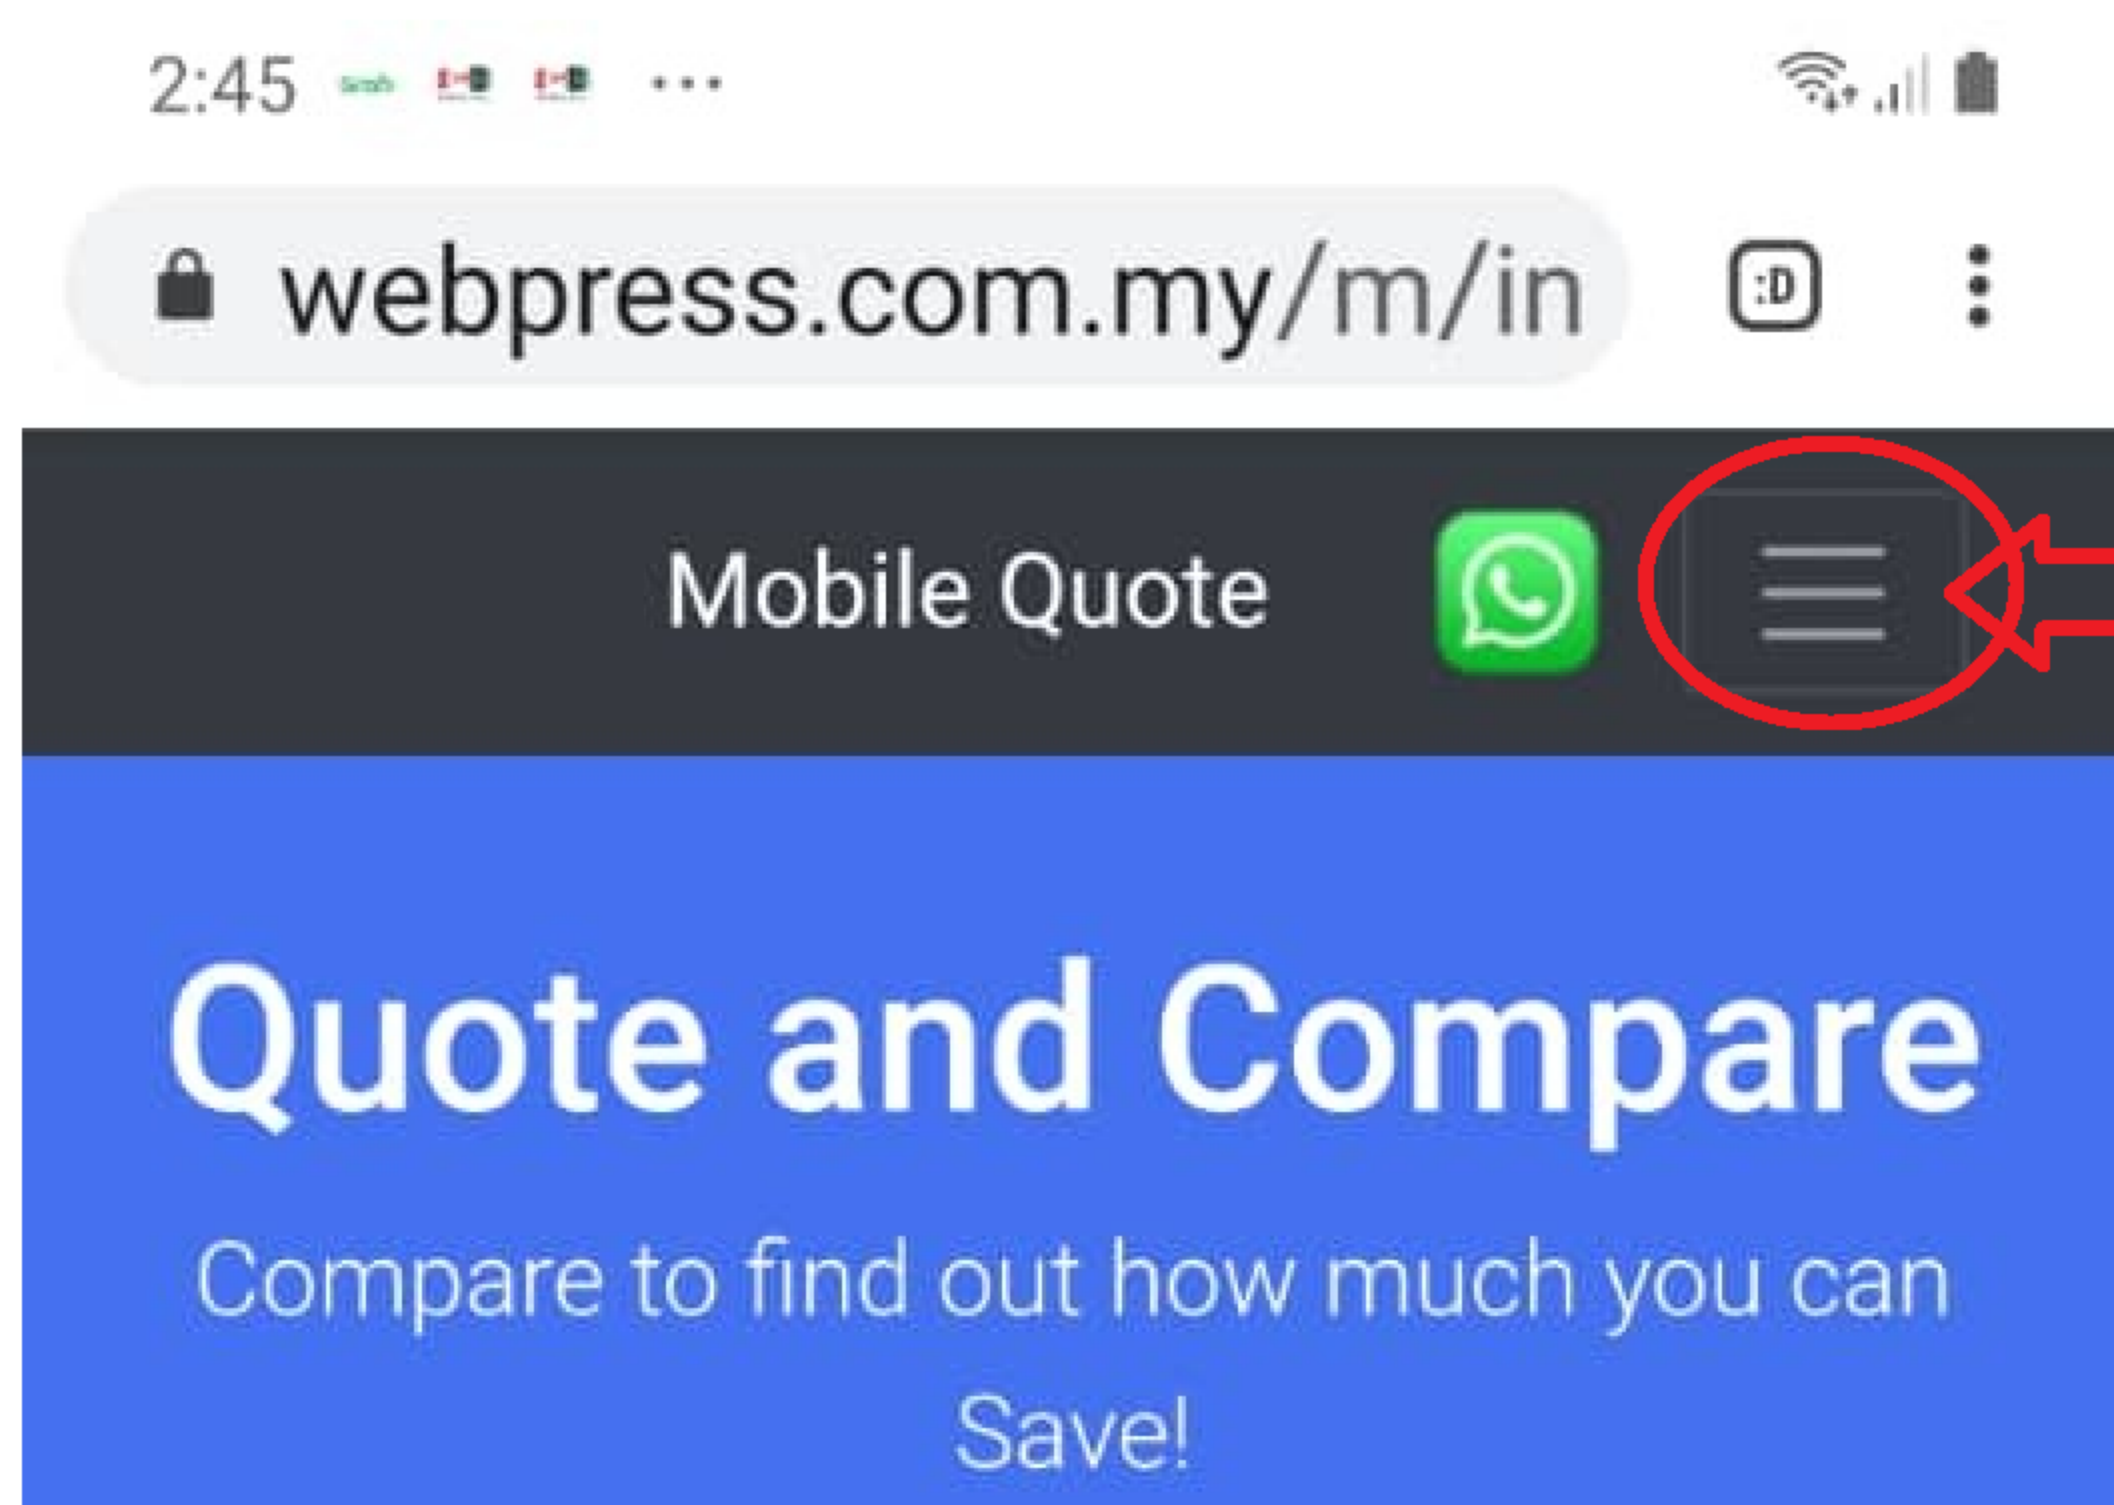 2:45
webpress.com.my/m/in
:D
Mobile Quote
Quote and Compare
Compare to find out how much you can
Save!